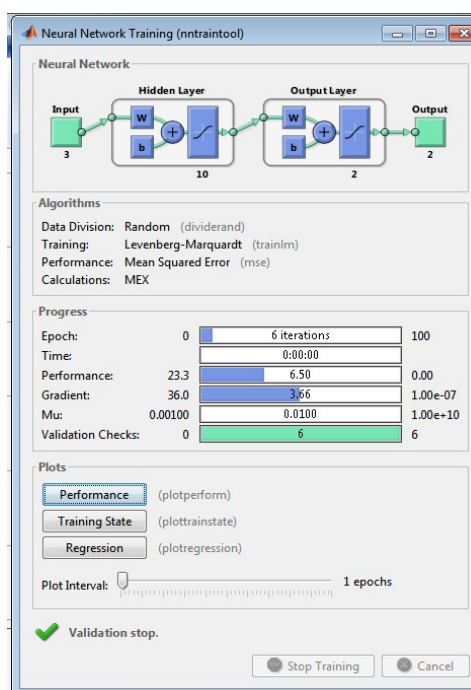 Neural Network Training (nntraintool)
Neural Network
Hidden Layer Output Layer
Input Output
W W
+ +
b b
3 2
10 2
Algorithms
Data Division: Random (dividerand)
Training: Levenberg-Marquardt (trainlm)
Performance: Mean Squared Error (mse)
Calculations: MEX
Progress
Epoch: 0 6 iterations 100
Time: 0:00:00
Performance: 23.3 6.50 0.00
Gradient: 36.0 3.66 1.00e-07
Mu: 0.00100 0.0100 1.00e+10
Validation Checks: 0 6 6
Plots
Performance (plotperform)
Training State (plottrainstate)
Regression (plotregression)
Plot Interval: 1 epochs
Validation stop.
Stop Training Cancel